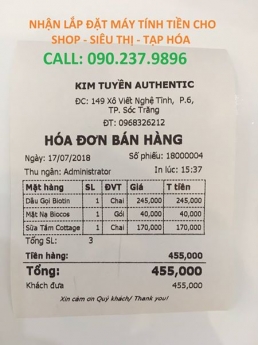 NHẬN LẮP ĐẶT MÁY TÍNH TIỀN CHO
SHOP - SIÊU THỊ - TẠP HÓA
CALL: 090.237.9896
KIM TUYỀN AUTHENTIC
ĐC: 149 Xô Viết Nghệ Tĩnh, P.6,
TP. Sóc Trăng
ĐT: 0968326212
HÓA ĐƠN BÁN HÀNG
Ngày: 17/07/2018 Số phiếu: 18000004
Thu ngân: Administrator In lúc: 15:37
Mặt hàng SL ĐVT Giá T tiền
Dầu Gọi Biotin 1 Chai 245,000 245,000
Mặt Nạ Biocos 1 Gói 40,000 40,000
Sữa Tắm Cottage 1 Chai 170,000 170,000
Tổng SL: 3
Tiền hàng: 455,000
Tổng: 455,000
Khách đưa 455,000
Xin cảm ơn Quý khách/ Thank you!